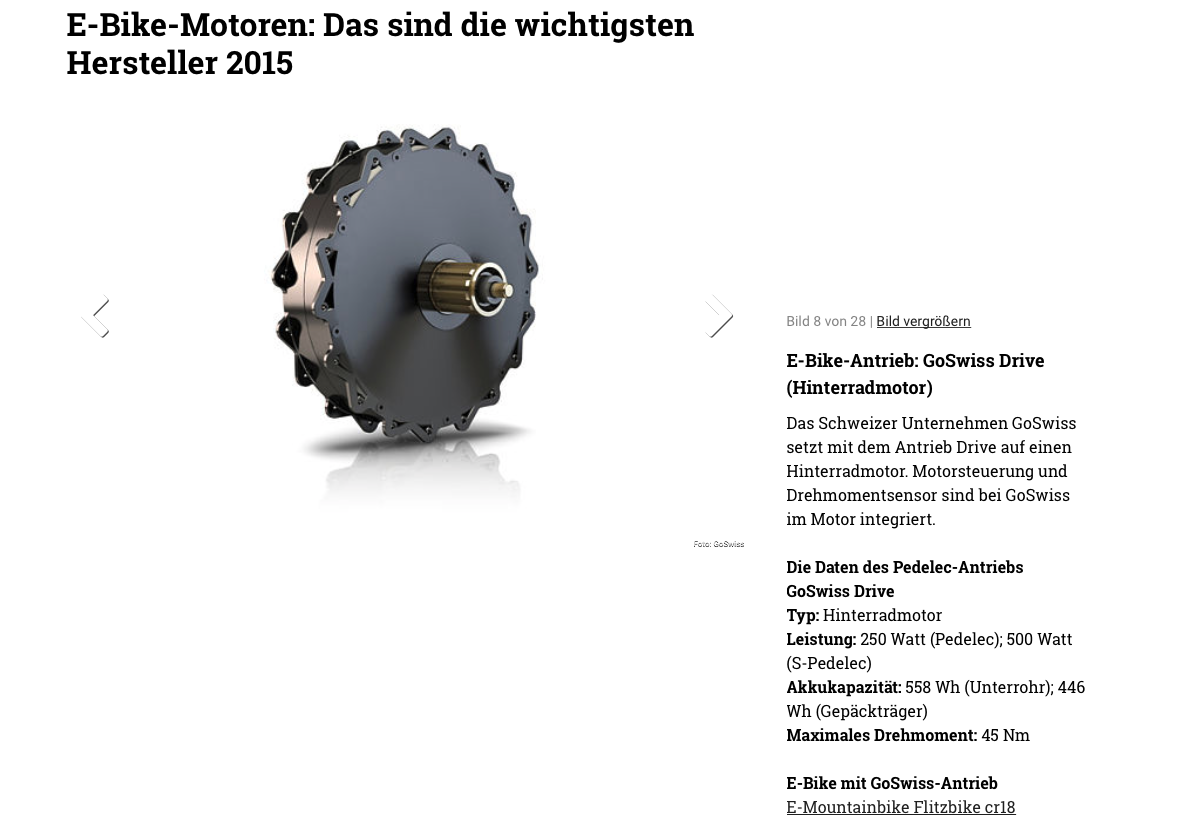 E-Bike-Motoren: Das sind die wichtigsten
Hersteller 2015
Bild 8 von 28 | Bild vergrößern
E-Bike-Antrieb: GoSwiss Drive
(Hinterradmotor)
Das Schweizer Unternehmen GoSwiss
setzt mit dem Antrieb Drive auf einen
Hinterradmotor. Motorsteuerung und
Drehmomentsensor sind bei GoSwiss
im Motor integriert.
Foto: GoSwiss
Die Daten des Pedelec-Antriebs
GoSwiss Drive
Typ: Hinterradmotor
Leistung: 250 Watt (Pedelec); 500 Watt
(S-Pedelec)
Akkukapazität: 558 Wh (Unterrohr); 446
Wh (Gepäckträger)
Maximales Drehmoment: 45 Nm
E-Bike mit GoSwiss-Antrieb
E-Mountainbike Flitzbike cr18